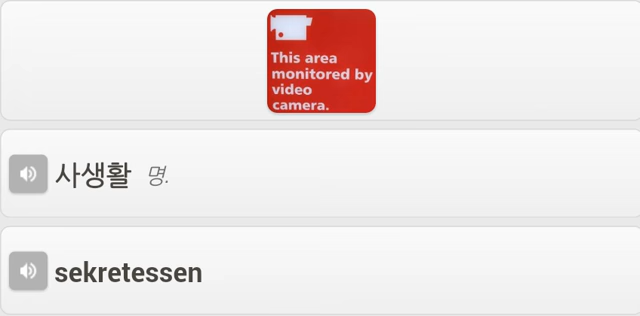 This area
monitored by
video
camera.
사생활 명.
sekretessen